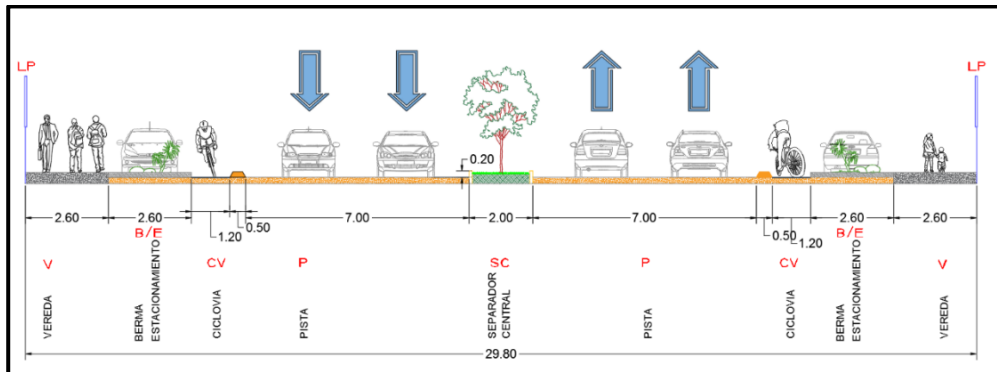 LP LP
0.20
2.60 2.60 7.00 2.00 7.00 2.60 2.60
B/E 0.50 0.50 B/E
1.20 1.20
V CV P SC P CV V
VEREDA
BERMA
ESTACIONAMIENTO
CICLOVIA
PISTA
SEPARADOR
CENTRAL
PISTA
CICLOVIA
BERMA
ESTACIONAMIENTO
VEREDA
29.80